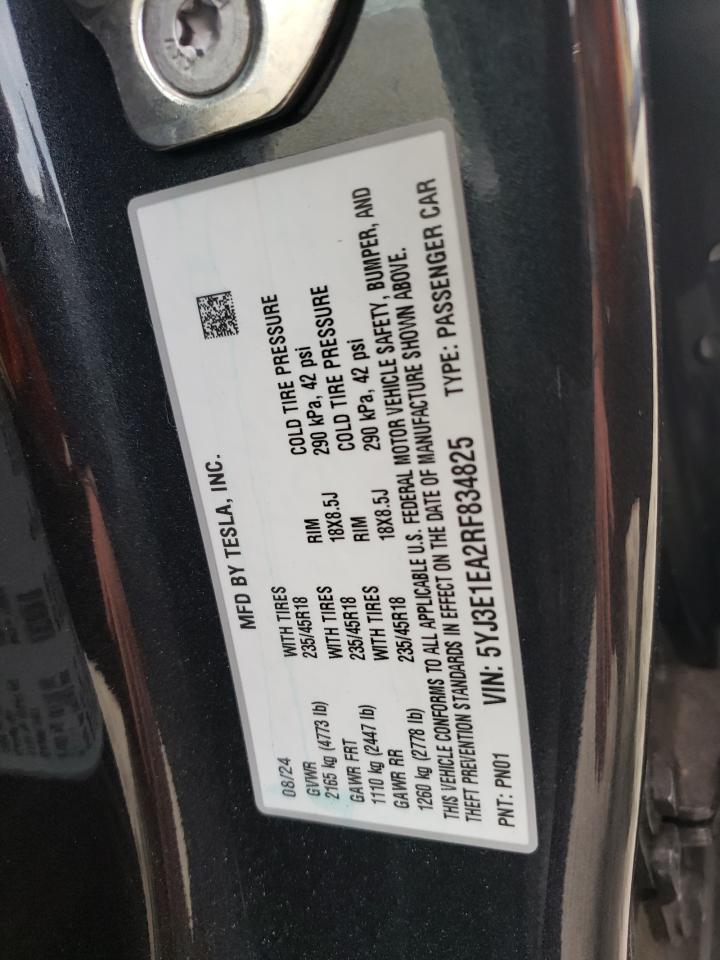 MFD BY TESLA, INC.
08/24
GVWR WITH TIRES RIM COLD TIRE PRESSURE
2165 kg (4773 lb) 235/45R18 18X8.5J 290 kPa, 42 psi
GAWR FRT WITH TIRES RIM COLD TIRE PRESSURE
1110 kg (2447 lb) 235/45R18 18X8.5J 290 kPa, 42 psi
GAWR RR WITH TIRES
1260 kg (2778 lb) 235/45R18
THIS VEHICLE CONFORMS TO ALL APPLICABLE U.S. FEDERAL MOTOR VEHICLE SAFETY, BUMPER, AND
THEFT PREVENTION STANDARDS IN EFFECT ON THE DATE OF MANUFACTURE SHOWN ABOVE.
VIN: 5YJ3E1EA2RF834825 TYPE: PASSENGER CAR
PNT: PN01